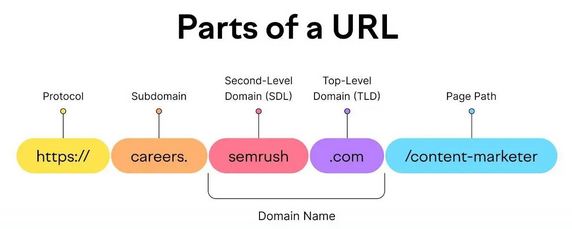 Parts of a URL
Protocol
Subdomain
Second-Level
Domain (SDL)
Top-Level
Domain (TLD)
Page Path
https://
careers.
semrush
.com
/content-marketer
Domain Name